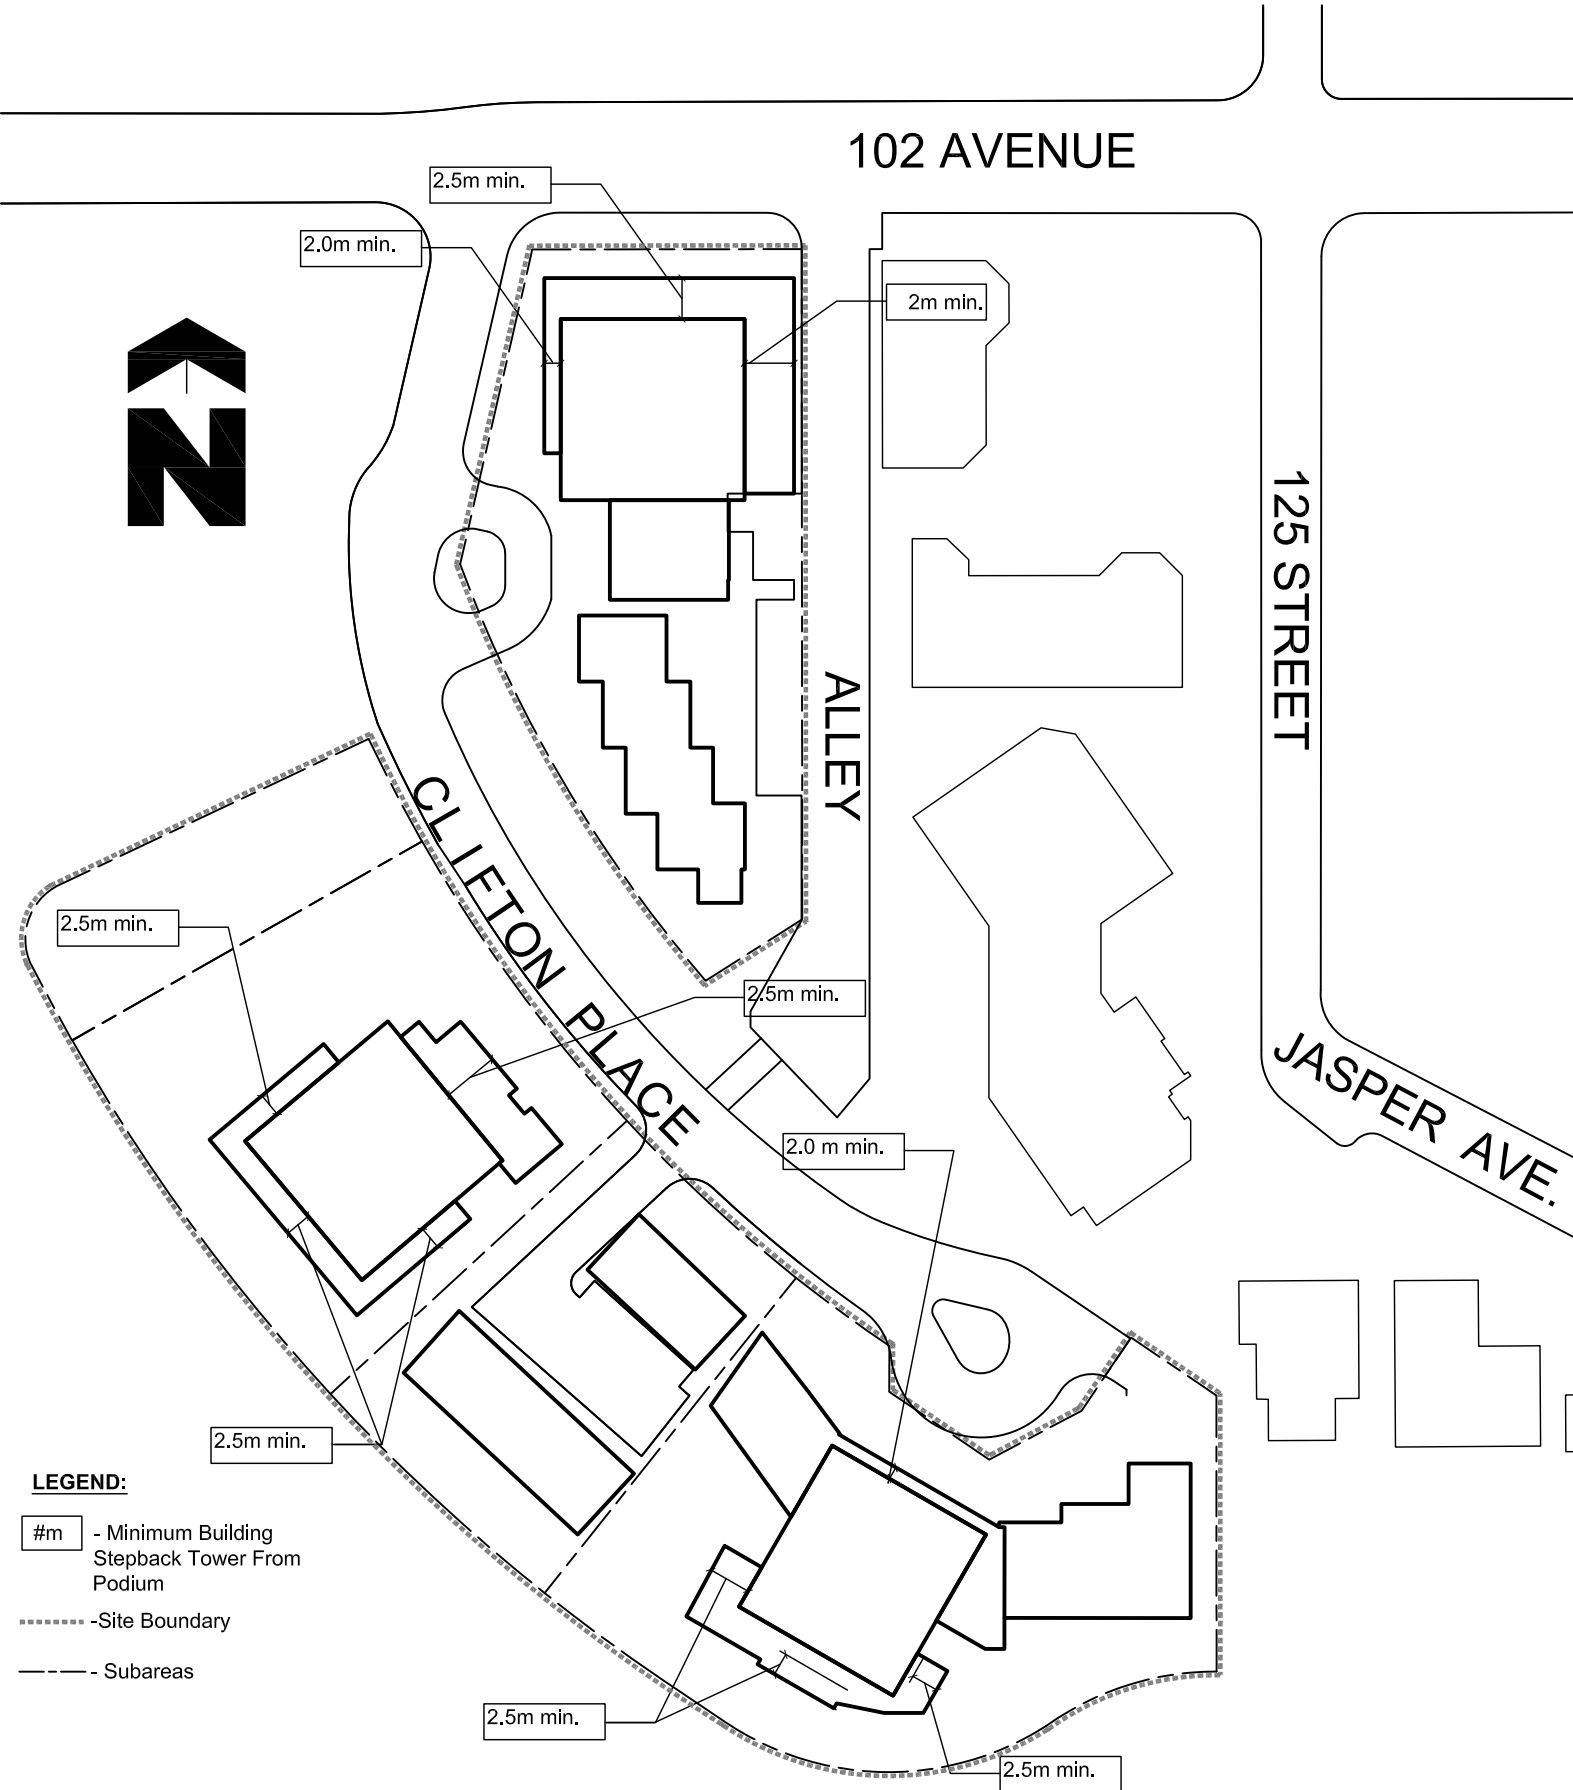 102 AVENUE
2.5m min.
2.0m min.
2m min.
N
125 STREET
ALLEY
CLIFTON PLACE
2.5m min.
2.5m min.
JASPER AVE.
2.0 m min.
2.5m min.
LEGEND:
#m - Minimum Building
Stepback Tower From
Podium
-Site Boundary
- Subareas
2.5m min.
2.5m min.